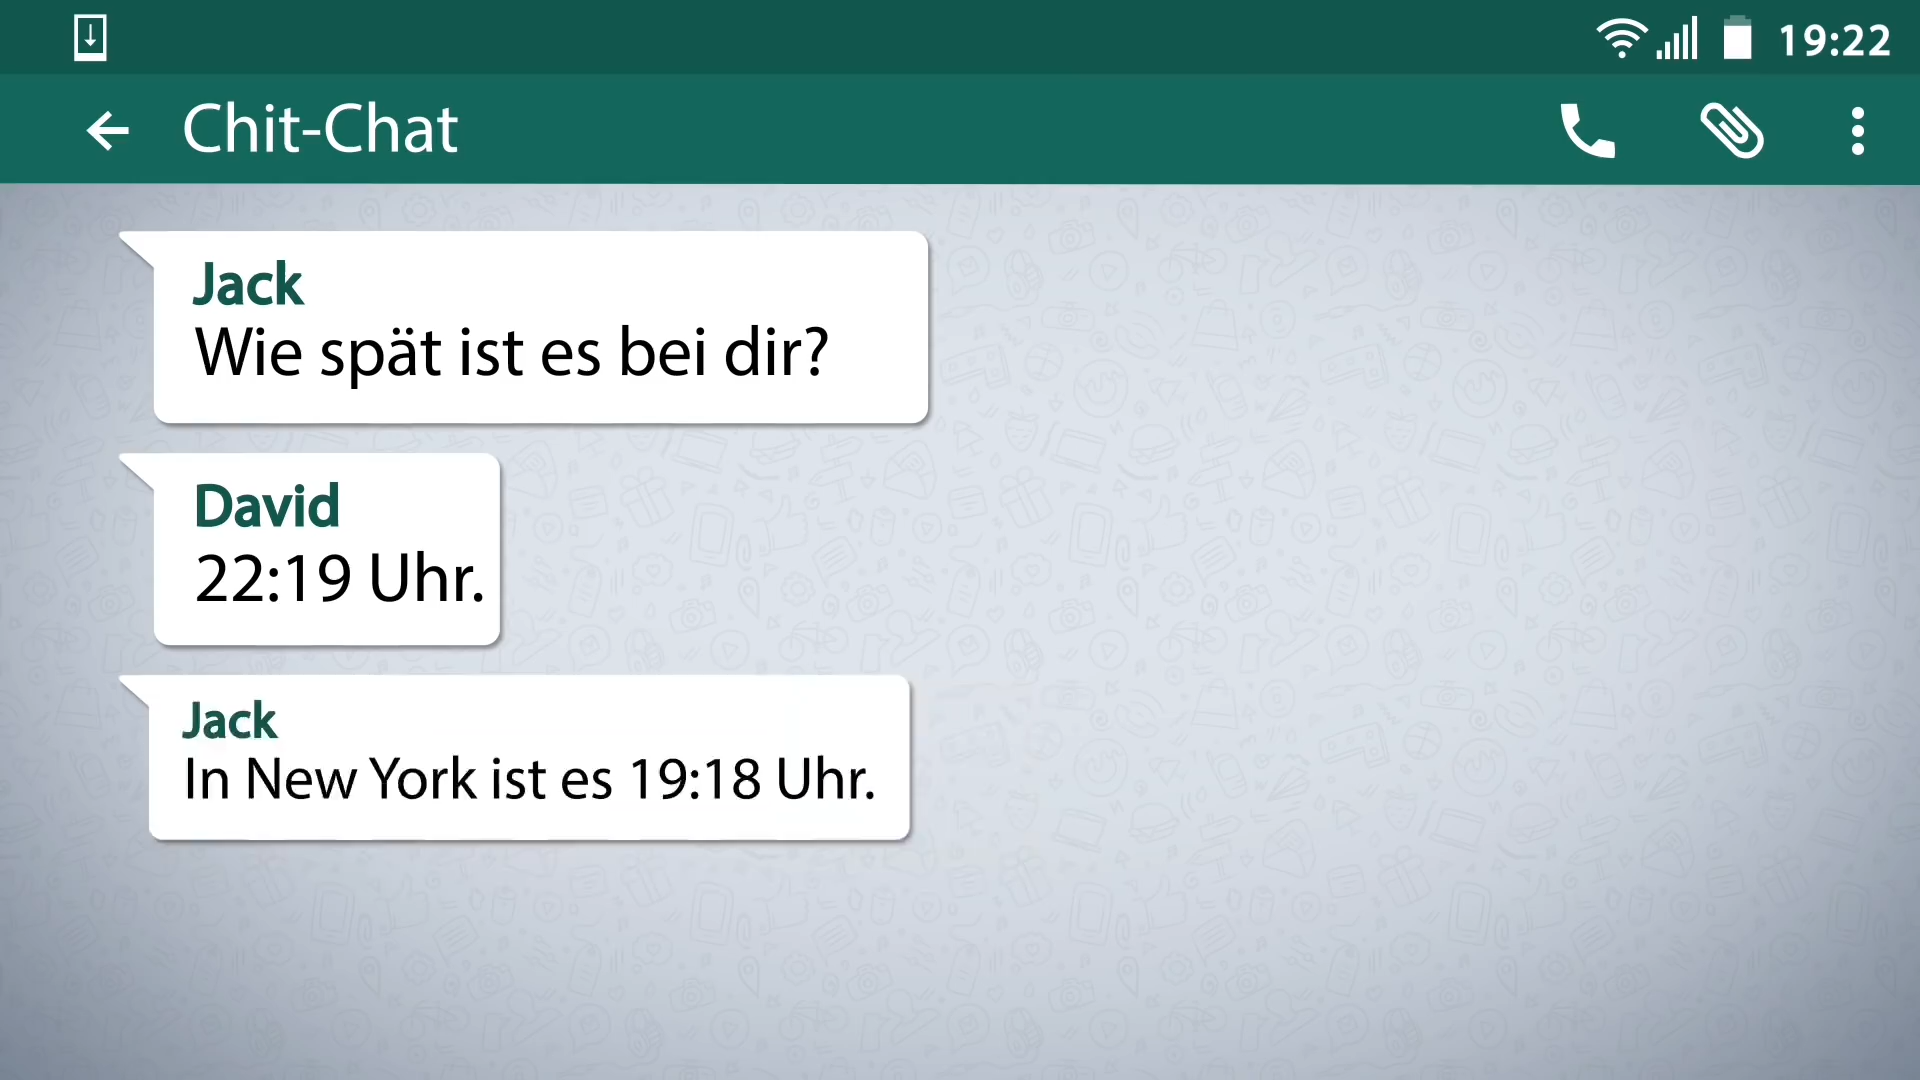 19:22
Chit-Chat
Jack
Wie spät ist es bei dir?
David
22:19 Uhr.
Jack
In New York ist es 19:18 Uhr.